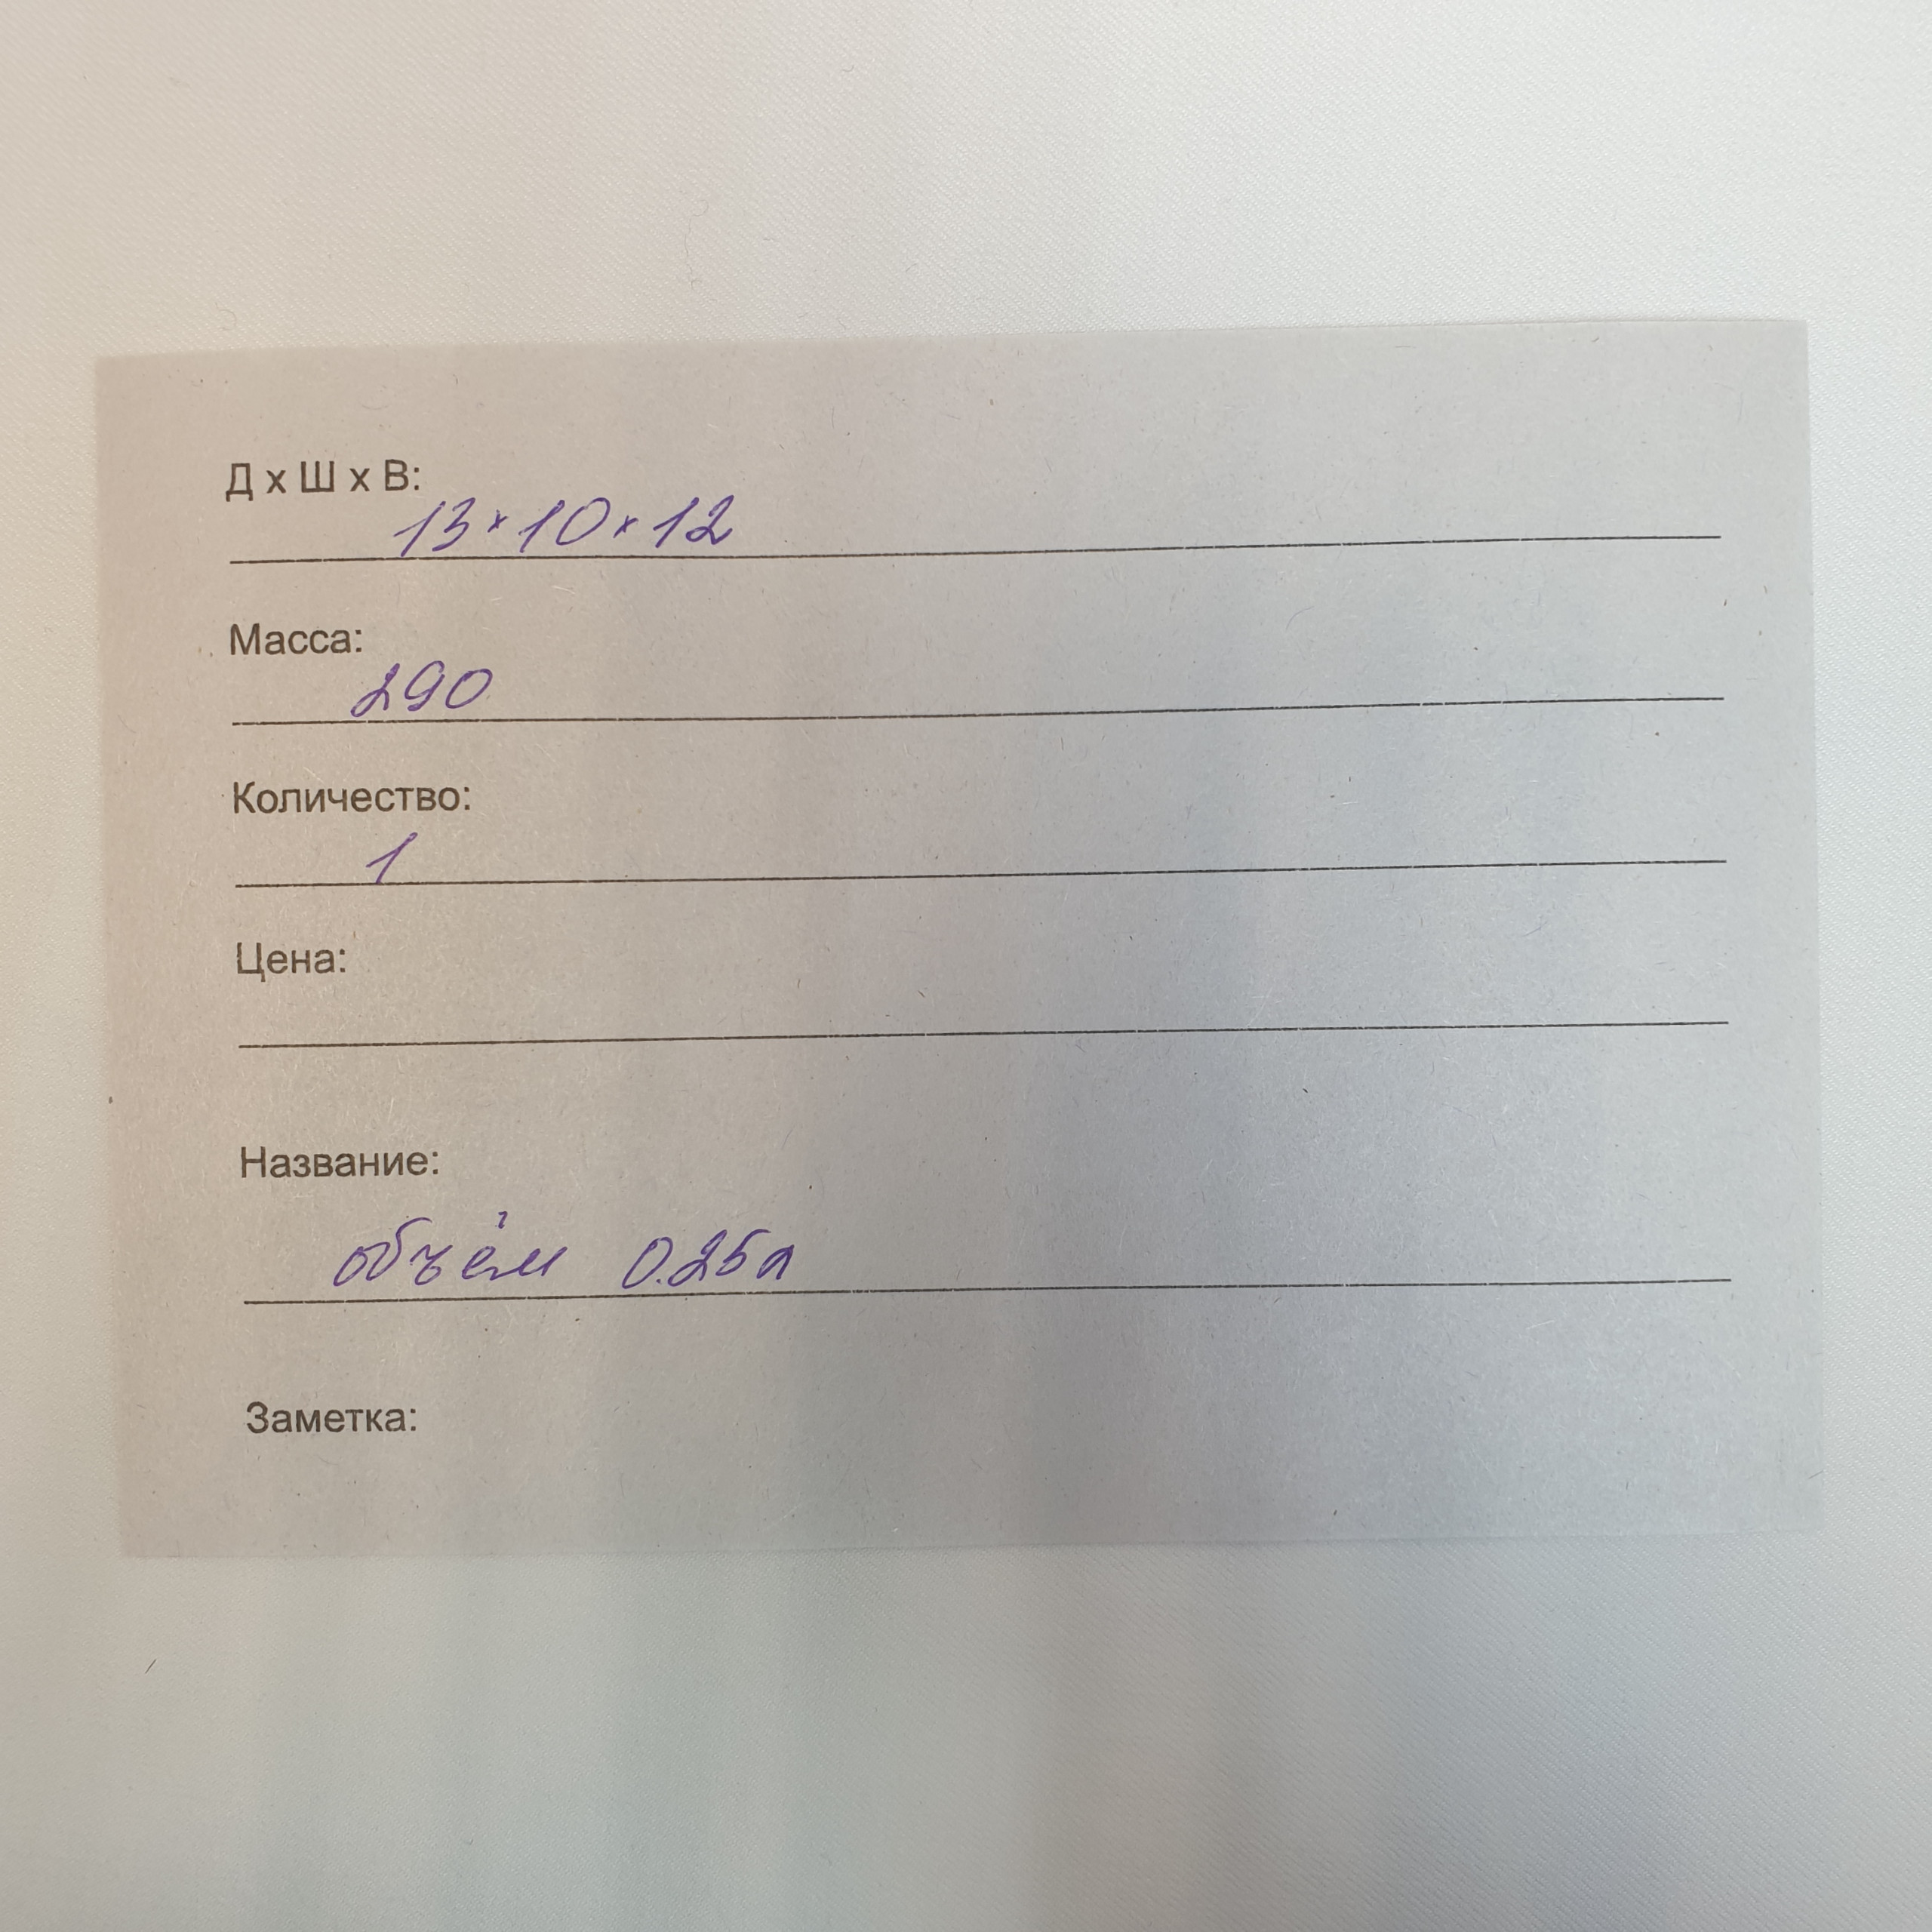 Д х Ш х В:
13×10×12
Масса:
290
Количество:
1
Цена:
Название:
объём 0.25л
Заметка: